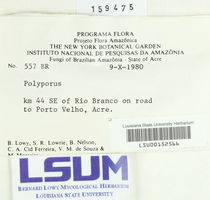 159475
PROGRAMA FLORA
Projeto Flora Amazônica
THE NEW YORK BOTANICAL GARDEN
INSTITUTO NACIONAL DE PESQUISAS DA AMAZÔNIA
Fungi of Brazilian Amazon - State of Acre
No. 557 BR 9-X-1980
Polyporus
km 44 SE of Rio Branco on road
to Porto Velho, Acre.
Louisiana State University Herbarium
LSU00152566
B. Lowy, S. R. Lowrie, B. Nelson,
C. A. Cid Ferreira, V. M. de Souza &
LSUM
BERNARD LOWY MYCOLOGICAL HERBARIUM
LOUISIANA STATE UNIVERSITY